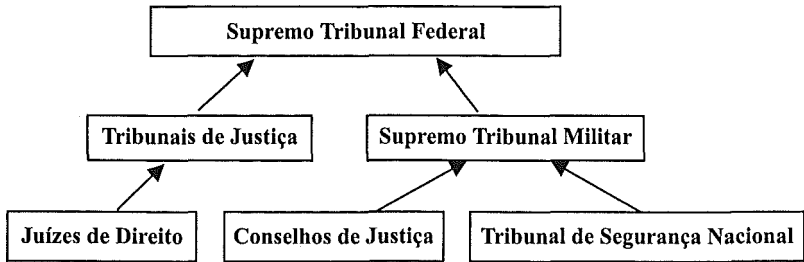 Supremo Tribunal Federal
Tribunais de Justiça
Supremo Tribunal Militar
Juízes de Direito
Conselhos de Justiça
Tribunal de Segurança Nacional